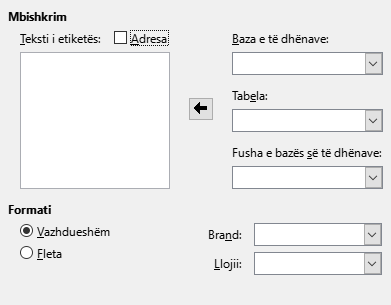 Mbishkrim
Teksti i etiketës:
Adresa
Baza e të dhënave:
Tabela:
Fusha e bazës së të dhënave:
Formati
Vazhdueshëm
Fleta
Brand:
Llojii: